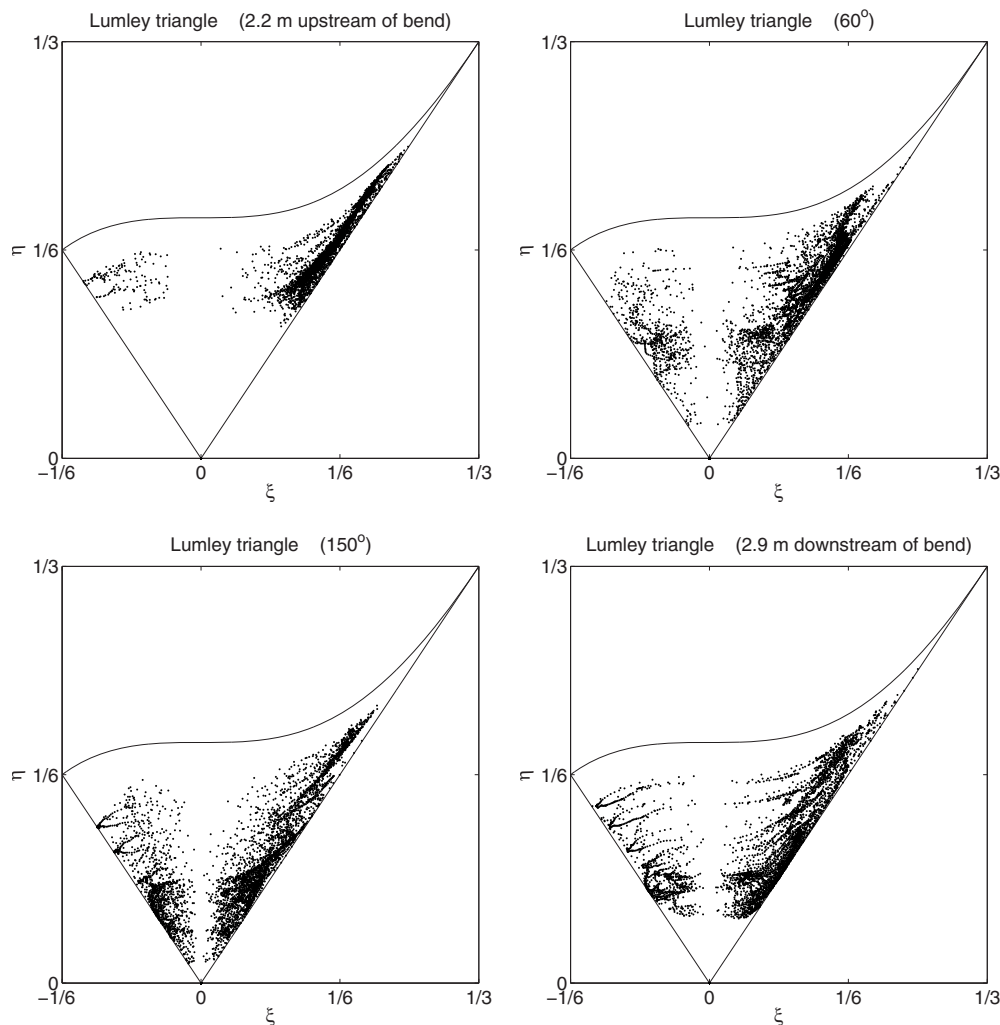 Lumley triangle (2.2 m upstream of bend)
1/3
η
1/6
0
−1/6
0
1/6
1/3
ξ
Lumley triangle (60°)
1/3
η
1/6
0
−1/6
0
1/6
1/3
ξ
Lumley triangle (150°)
1/3
η
1/6
0
−1/6
0
1/6
1/3
ξ
Lumley triangle (2.9 m downstream of bend)
1/3
η
1/6
0
−1/6
0
1/6
1/3
ξ